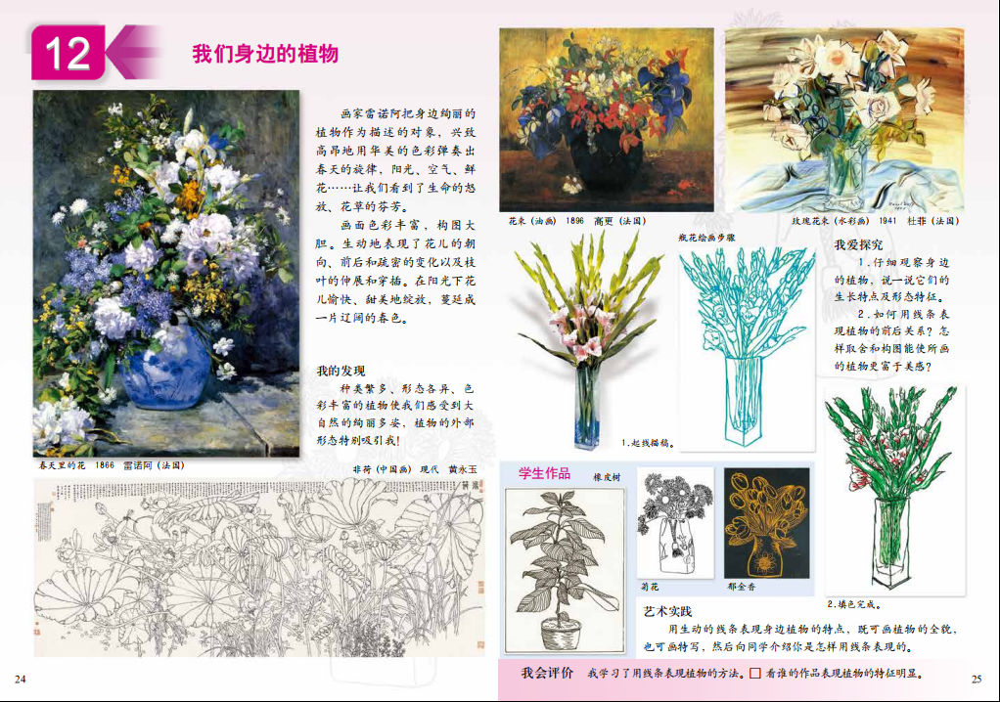 12
我们身边的植物
画家雷诺阿把身边绚丽的
植物作为描述的对象，兴致
高昂地用华美的色彩弹奏出
春天的旋律，阳光、空气、鲜
花……让我们看到了生命的怒
放、花草的芬芳。
画面色彩丰富，构图大
胆。生动地表现了花儿的朝
向、前后和疏密的变化以及枝
叶的伸展和穿插。在阳光下花
儿愉快、甜美地绽放，蔓延成
一片辽阔的春色。
我的发现
种类繁多、形态各异、色
彩丰富的植物使我们感受到大
自然的绚丽多姿，植物的外部
形态特别吸引我！
春天里的花 1866 雷诺阿（法国）
非荷（中国画） 现代 黄永玉
24
花束（油画） 1896 高更（法国）
玫瑰花束（水彩画） 1941 杜菲（法国）
瓶花绘画步骤
1.起线描稿。
我爱探究
1.仔细观察身边
的植物，说一说它们的
生长特点及形态特征。
2.如何用线条表
现植物的前后关系？怎
样取舍和构图能使所画
的植物更富于美感？
2.填色完成。
学生作品
橡皮树
菊花
郁金香
艺术实践
用生动的线条表现身边植物的特点，既可画植物的全貌，
也可画特写，然后向同学介绍你是怎样用线条表现的。
我会评价 我学习了用线条表现植物的方法。□ 看谁的作品表现植物的特征明显。
25